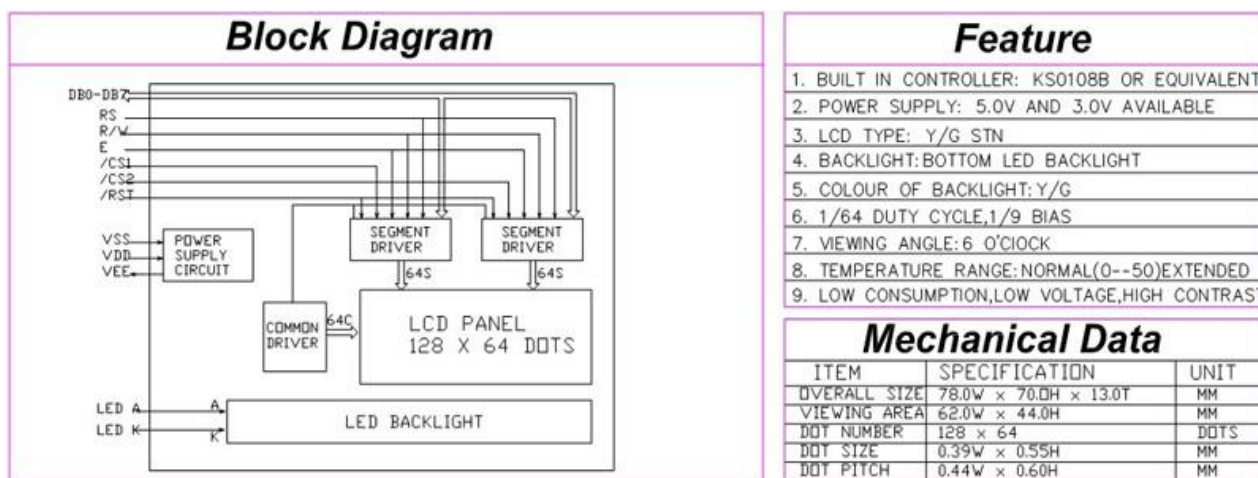 Block Diagram
DB0-DB7
RS
R/W
E
/CS1
/CS2
/RST
VSS
VDD
VEE
POWER
SUPPLY
CIRCUIT
SEGMENT
DRIVER
SEGMENT
DRIVER
64S
64S
COMMON
DRIVER
64C
LCD PANEL
128 X 64 DOTS
LED A
A
LED K
K
LED BACKLIGHT
Feature
1. BUILT IN CONTROLLER: KS0108B OR EQUIVALENT
2. POWER SUPPLY: 5.0V AND 3.0V AVAILABLE
3. LCD TYPE: Y/G STN
4. BACKLIGHT:BOTTOM LED BACKLIGHT
5. COLOUR OF BACKLIGHT:Y/G
6. 1/64 DUTY CYCLE,1/9 BIAS
7. VIEWING ANGLE:6 O'ClOCK
8. TEMPERATURE RANGE:NORMAL(0--50)EXTENDED
9. LOW CONSUMPTION,LOW VOLTAGE,HIGH CONTRAST
Mechanical Data
ITEM SPECIFICATION UNIT
OVERALL SIZE 78.0W × 70.0H × 13.0T MM
VIEWING AREA 62.0W × 44.0H MM
DOT NUMBER 128 × 64 DOTS
DOT SIZE 0.39W × 0.55H MM
DOT PITCH 0.44W × 0.60H MM